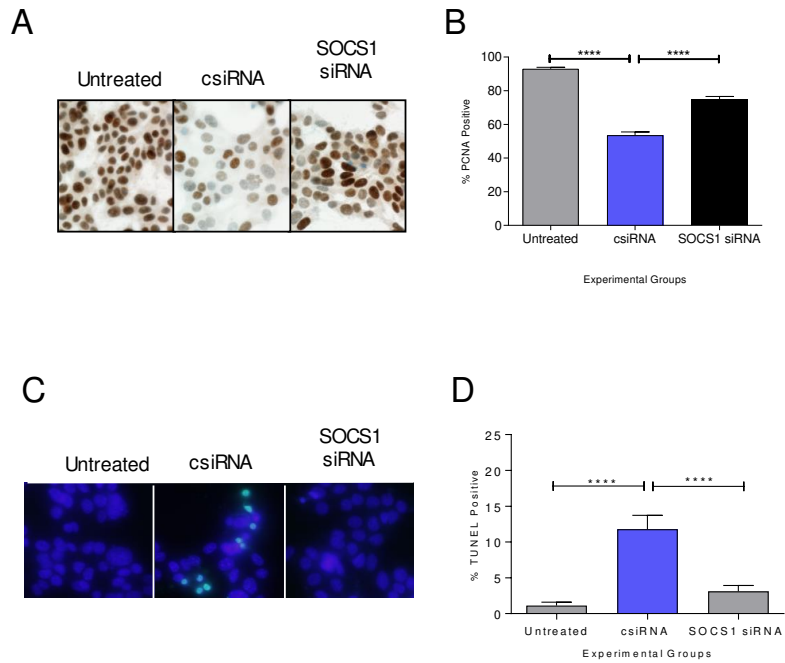 A
Untreated
csiRNA
SOCS1
siRNA
B
100
80
60
40
20
0
% PCNA Positive
****
****
Untreated
csiRNA
SOCS1 siRNA
Experimental Groups
C
Untreated
csiRNA
SOCS1
siRNA
D
25
20
15
10
5
0
% TUNEL Positive
****
****
Untreated
csiRNA
SOCS1 siRNA
Experimental Groups